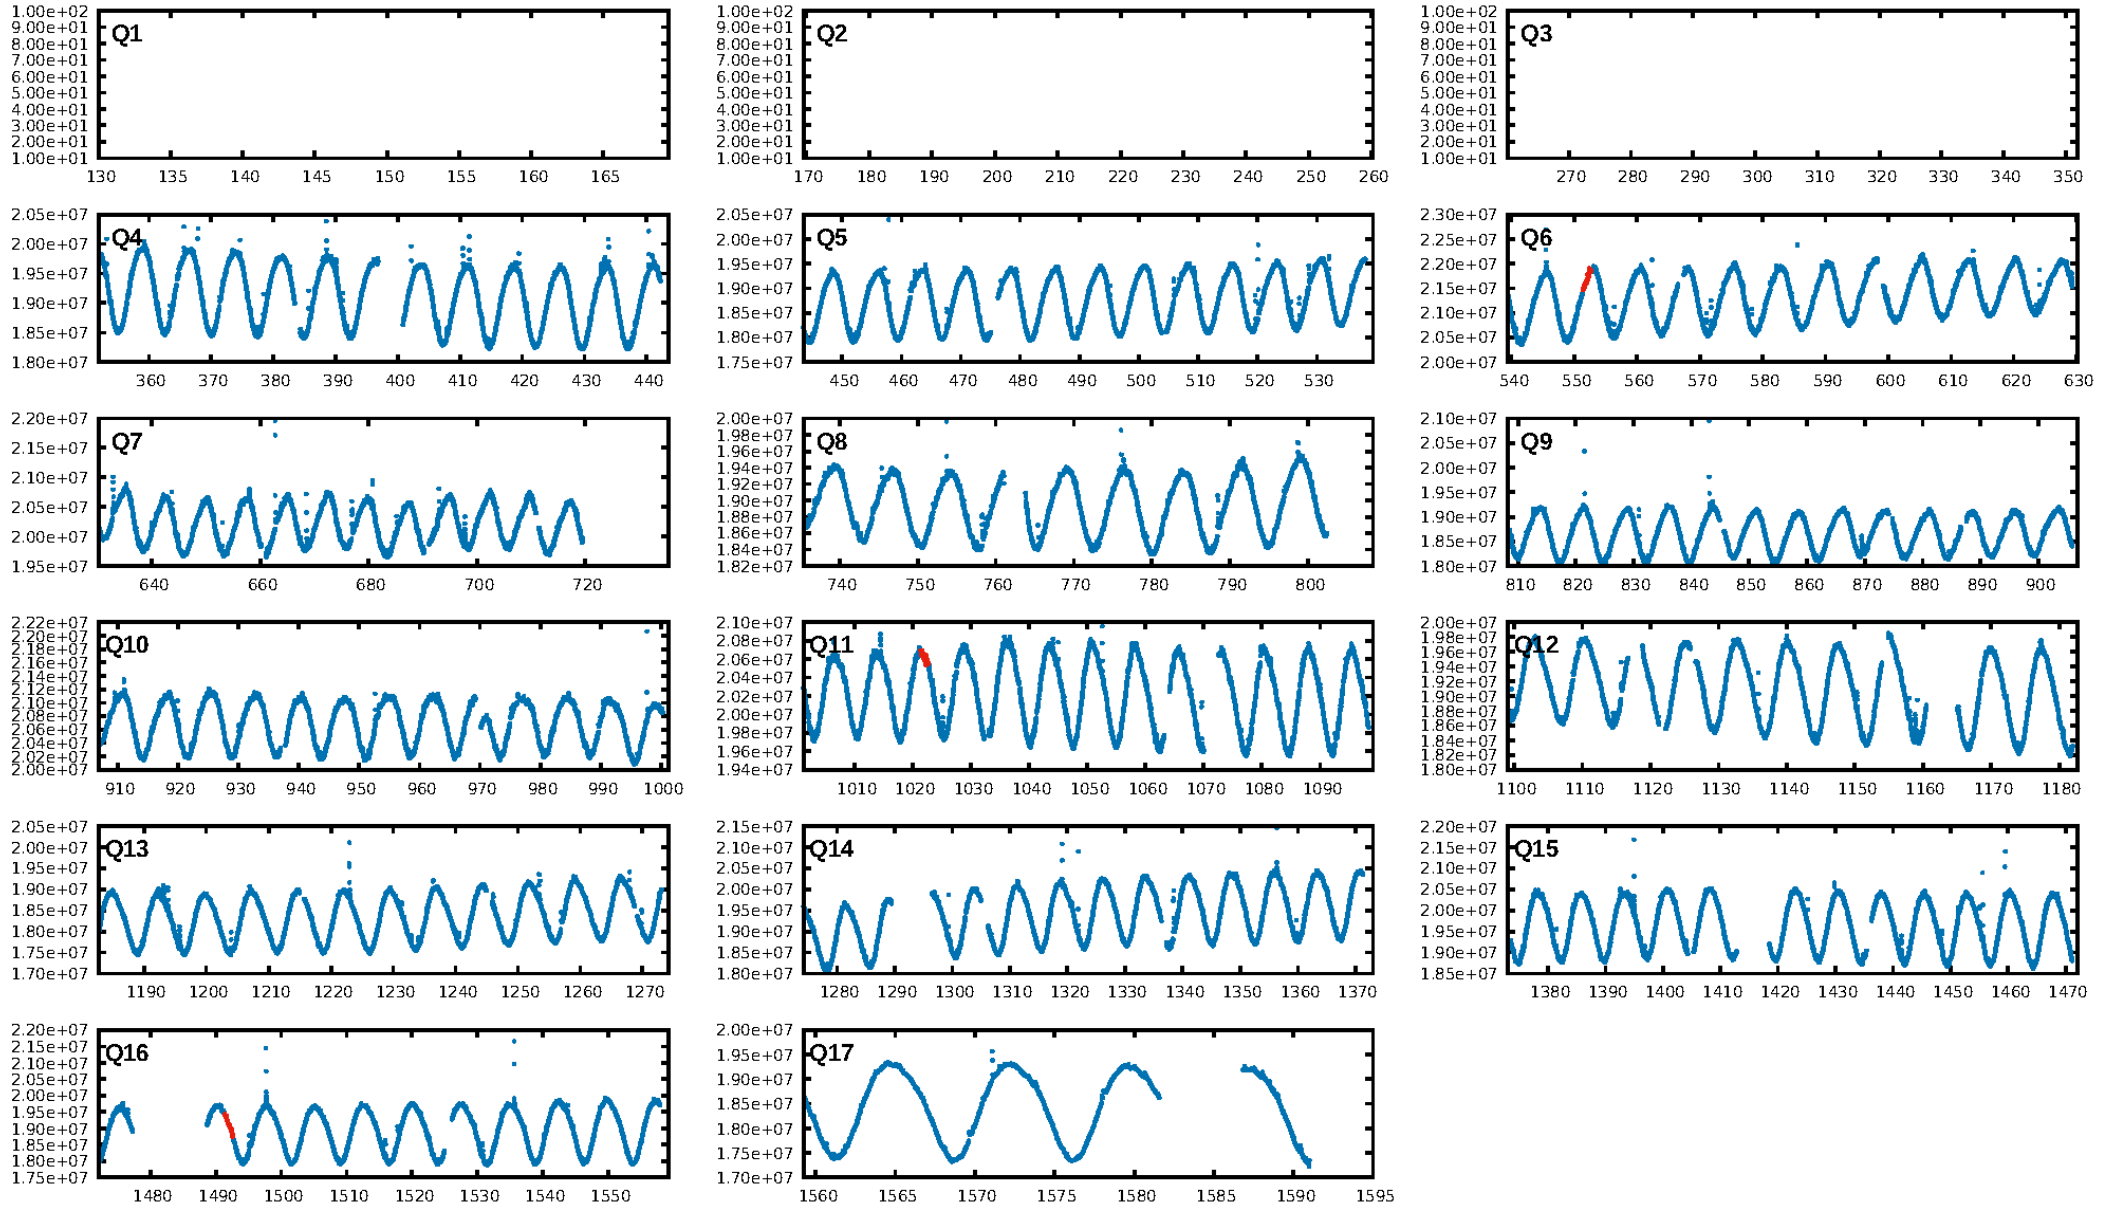 Q1
1.00e+02
9.00e+01
8.00e+01
7.00e+01
6.00e+01
5.00e+01
4.00e+01
3.00e+01
2.00e+01
1.00e+01
130 135 140 145 150 155 160 165
Q2
1.00e+02
9.00e+01
8.00e+01
7.00e+01
6.00e+01
5.00e+01
4.00e+01
3.00e+01
2.00e+01
1.00e+01
170 180 190 200 210 220 230 240 250 260
Q3
1.00e+02
9.00e+01
8.00e+01
7.00e+01
6.00e+01
5.00e+01
4.00e+01
3.00e+01
2.00e+01
1.00e+01
270 280 290 300 310 320 330 340 350
Q4
2.05e+07
2.00e+07
1.95e+07
1.90e+07
1.85e+07
1.80e+07
360 370 380 390 400 410 420 430 440
Q5
2.05e+07
2.00e+07
1.95e+07
1.90e+07
1.85e+07
1.80e+07
1.75e+07
450 460 470 480 490 500 510 520 530
Q6
2.30e+07
2.25e+07
2.20e+07
2.15e+07
2.10e+07
2.05e+07
2.00e+07
540 550 560 570 580 590 600 610 620 630
Q7
2.20e+07
2.15e+07
2.10e+07
2.05e+07
2.00e+07
1.95e+07
640 660 680 700 720
Q8
2.00e+07
1.98e+07
1.96e+07
1.94e+07
1.92e+07
1.90e+07
1.88e+07
1.86e+07
1.84e+07
1.82e+07
740 750 760 770 780 790 800
Q9
2.10e+07
2.05e+07
2.00e+07
1.95e+07
1.90e+07
1.85e+07
1.80e+07
810 820 830 840 850 860 870 880 890 900
Q10
2.22e+07
2.20e+07
2.18e+07
2.16e+07
2.14e+07
2.12e+07
2.10e+07
2.08e+07
2.06e+07
2.04e+07
2.02e+07
2.00e+07
910 920 930 940 950 960 970 980 990 1000
Q11
2.10e+07
2.08e+07
2.06e+07
2.04e+07
2.02e+07
2.00e+07
1.98e+07
1.96e+07
1.94e+07
1010 1020 1030 1040 1050 1060 1070 1080 1090
Q12
2.00e+07
1.98e+07
1.96e+07
1.94e+07
1.92e+07
1.90e+07
1.88e+07
1.86e+07
1.84e+07
1.82e+07
1.80e+07
1100 1110 1120 1130 1140 1150 1160 1170 1180
Q13
2.05e+07
2.00e+07
1.95e+07
1.90e+07
1.85e+07
1.80e+07
1.75e+07
1.70e+07
1190 1200 1210 1220 1230 1240 1250 1260 1270
Q14
2.15e+07
2.10e+07
2.05e+07
2.00e+07
1.95e+07
1.90e+07
1.85e+07
1.80e+07
1280 1290 1300 1310 1320 1330 1340 1350 1360 1370
Q15
2.20e+07
2.15e+07
2.10e+07
2.05e+07
2.00e+07
1.95e+07
1.90e+07
1.85e+07
1380 1390 1400 1410 1420 1430 1440 1450 1460 1470
Q16
2.20e+07
2.15e+07
2.10e+07
2.05e+07
2.00e+07
1.95e+07
1.90e+07
1.85e+07
1.80e+07
1.75e+07
1480 1490 1500 1510 1520 1530 1540 1550
Q17
2.00e+07
1.95e+07
1.90e+07
1.85e+07
1.80e+07
1.75e+07
1.70e+07
1560 1565 1570 1575 1580 1585 1590 1595